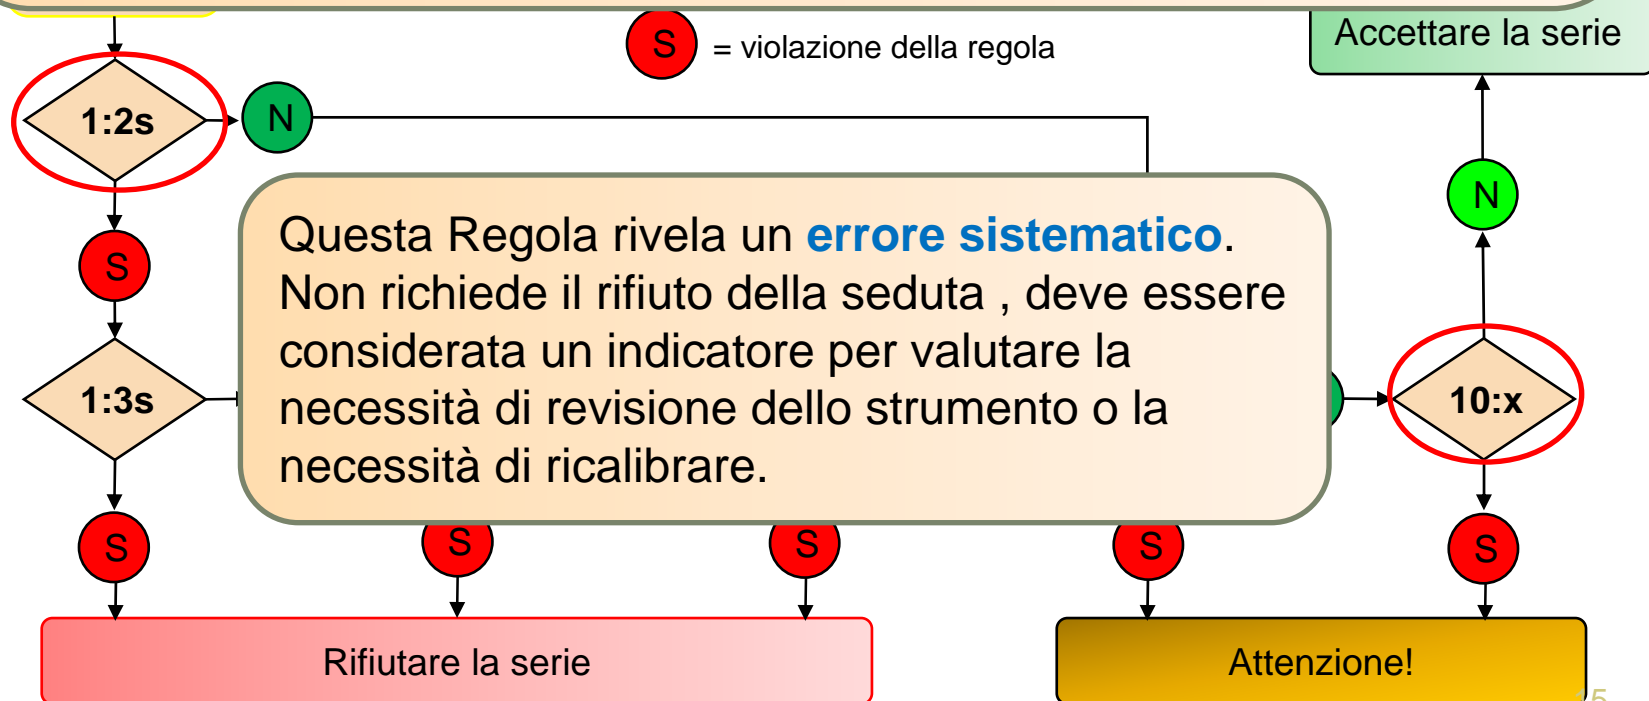 S = violazione della regola
Accettare la serie
1:2s
N
N
Questa Regola rivela un errore sistematico.
Non richiede il rifiuto della seduta , deve essere
considerata un indicatore per valutare la
necessità di revisione dello strumento o la
necessità di ricalibrare.
S
1:3s
10:x
S
S
S
S
S
Rifiutare la serie
Attenzione!
15